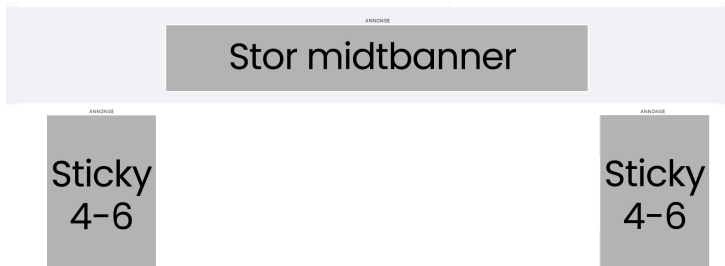 ANNONSE
Stor midtbanner
ANNONSE
ANNONSE
Sticky
4-6
Sticky
4-6